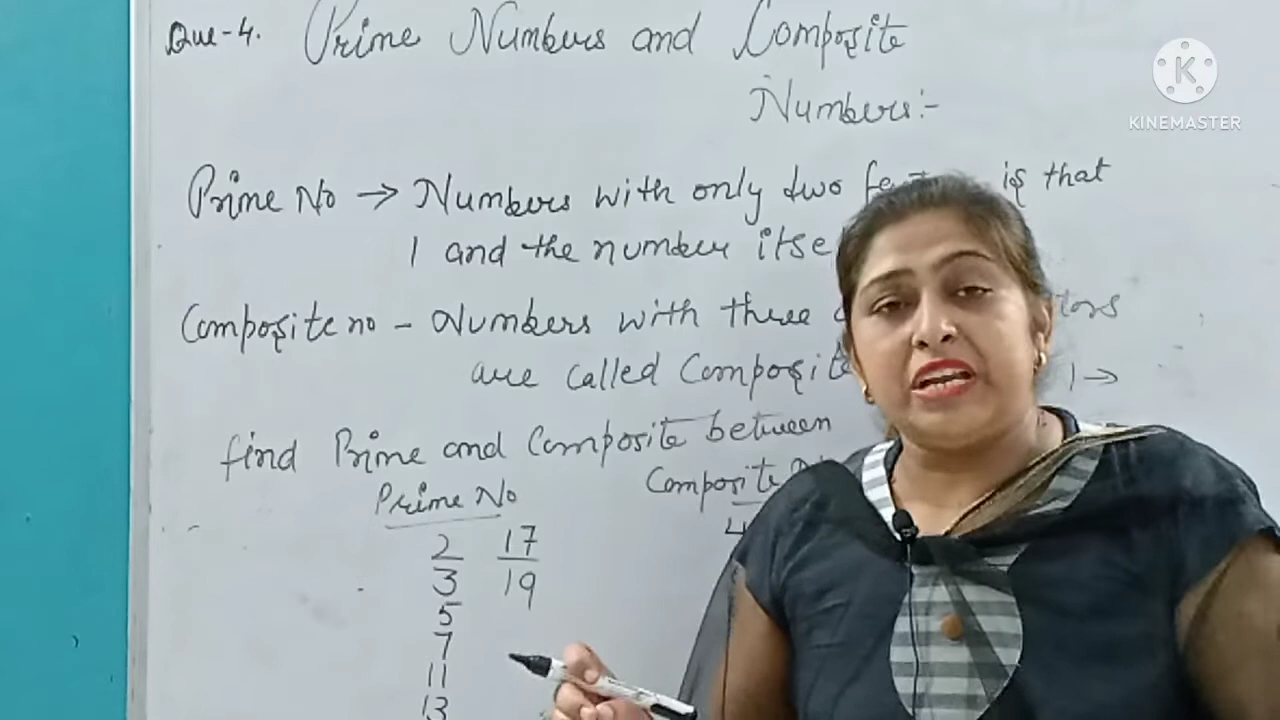 Que-4. Prime Numbers and Composite
Numbers:-
Prime No → Numbers with only two is that
1 and the number
Composite no - Numbers with three
are called Composite 1 →
find Prime and Composite between
Prime No Composite
2 17 4
3 19
5
7
11
13
K
KINEMASTER